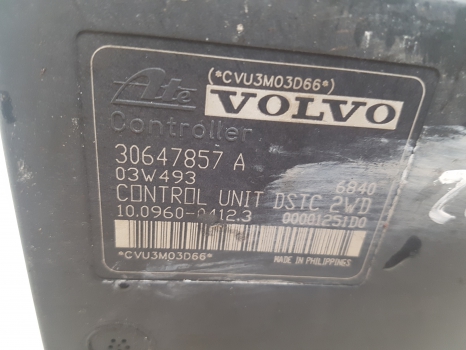 (*CVU3M03D66*)
Ate VOLVO
Controller
30647857 A
03W493 6840
CONTROL UNIT DSTC 2WD
10.0960-0412.3 00001251D0
*CVU3M03D66* MADE IN PHILIPPINES